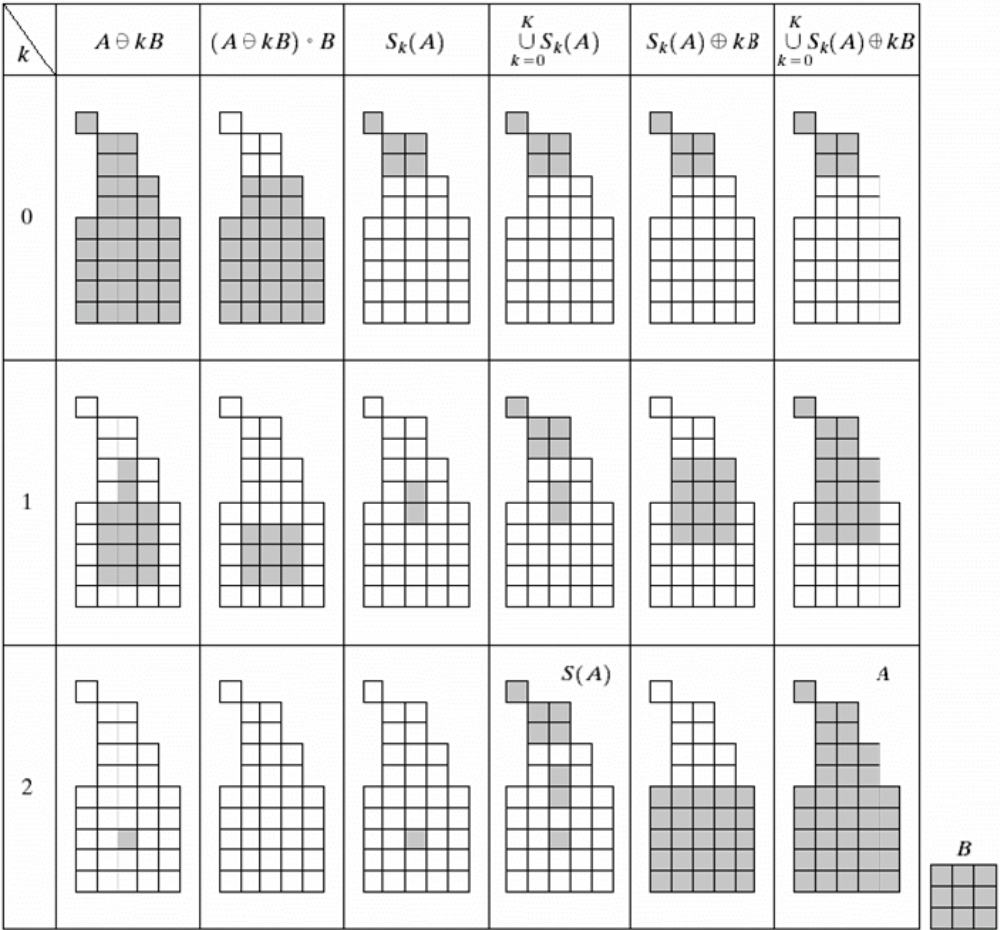 k
A ⊖ kB
(A ⊖ kB) ∘ B
S_k(A)
K
∪ S_k(A)
k=0
S_k(A) ⊕ kB
K
∪ S_k(A) ⊕ kB
k=0
0
1
2
S(A)
A
B